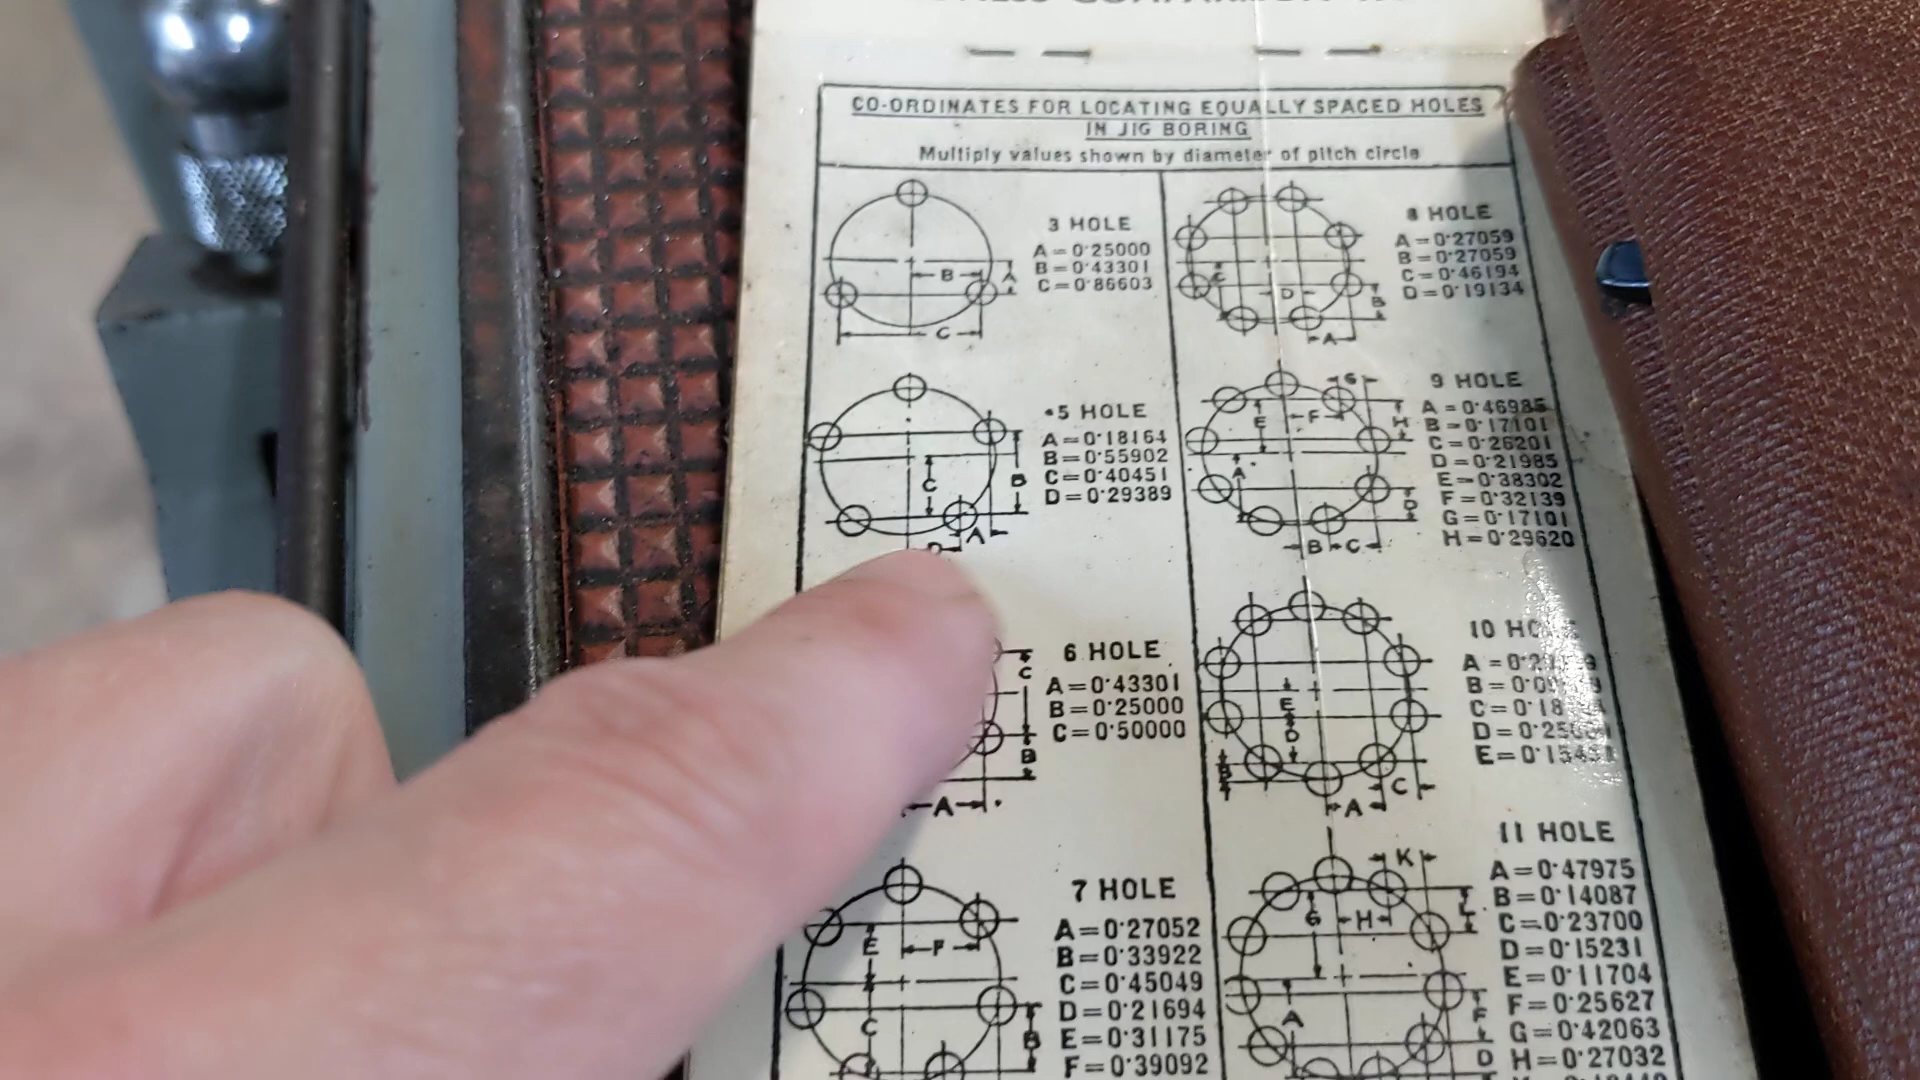 CO-ORDINATES FOR LOCATING EQUALLY SPACED HOLES
IN JIG BORING
Multiply values shown by diameter of pitch circle
3 HOLE
A=0·25000
B=0·43301
C=0·86603
B
A
C
·5 HOLE
A=0·18164
B=0·55902
C=0·40451
D=0·29389
C
B
D
A
6 HOLE
A=0·43301
B=0·25000
C=0·50000
C
B
A
7 HOLE
A=0·27052
B=0·33922
C=0·45049
D=0·21694
E=0·31175
F=0·39092
E
F
C
B
8 HOLE
A=0·27059
B=0·27059
C=0·46194
D=0·19134
C
D
B
A
9 HOLE
A=0·46985
B=0·17101
C=0·26201
D=0·21985
E=0·38302
F=0·32139
G=0·17101
H=0·29620
G
E
F
H
A
D
B
C
10
C=0·18
E
D
B
A
C
11 HOLE
A=0·47975
B=0·14087
C=0·23700
D=0·15231
E=0·11704
F=0·25627
G=0·42063
H=0·27032
K
G
H
A
F
D